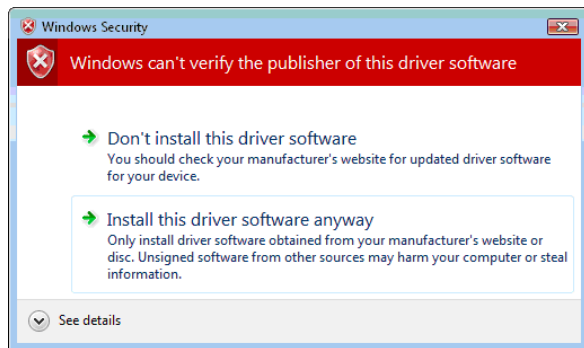 Windows Security
Windows can't verify the publisher of this driver software
Don't install this driver software
You should check your manufacturer's website for updated driver software
for your device.
Install this driver software anyway
Only install driver software obtained from your manufacturer's website or
disc. Unsigned software from other sources may harm your computer or steal
information.
See details